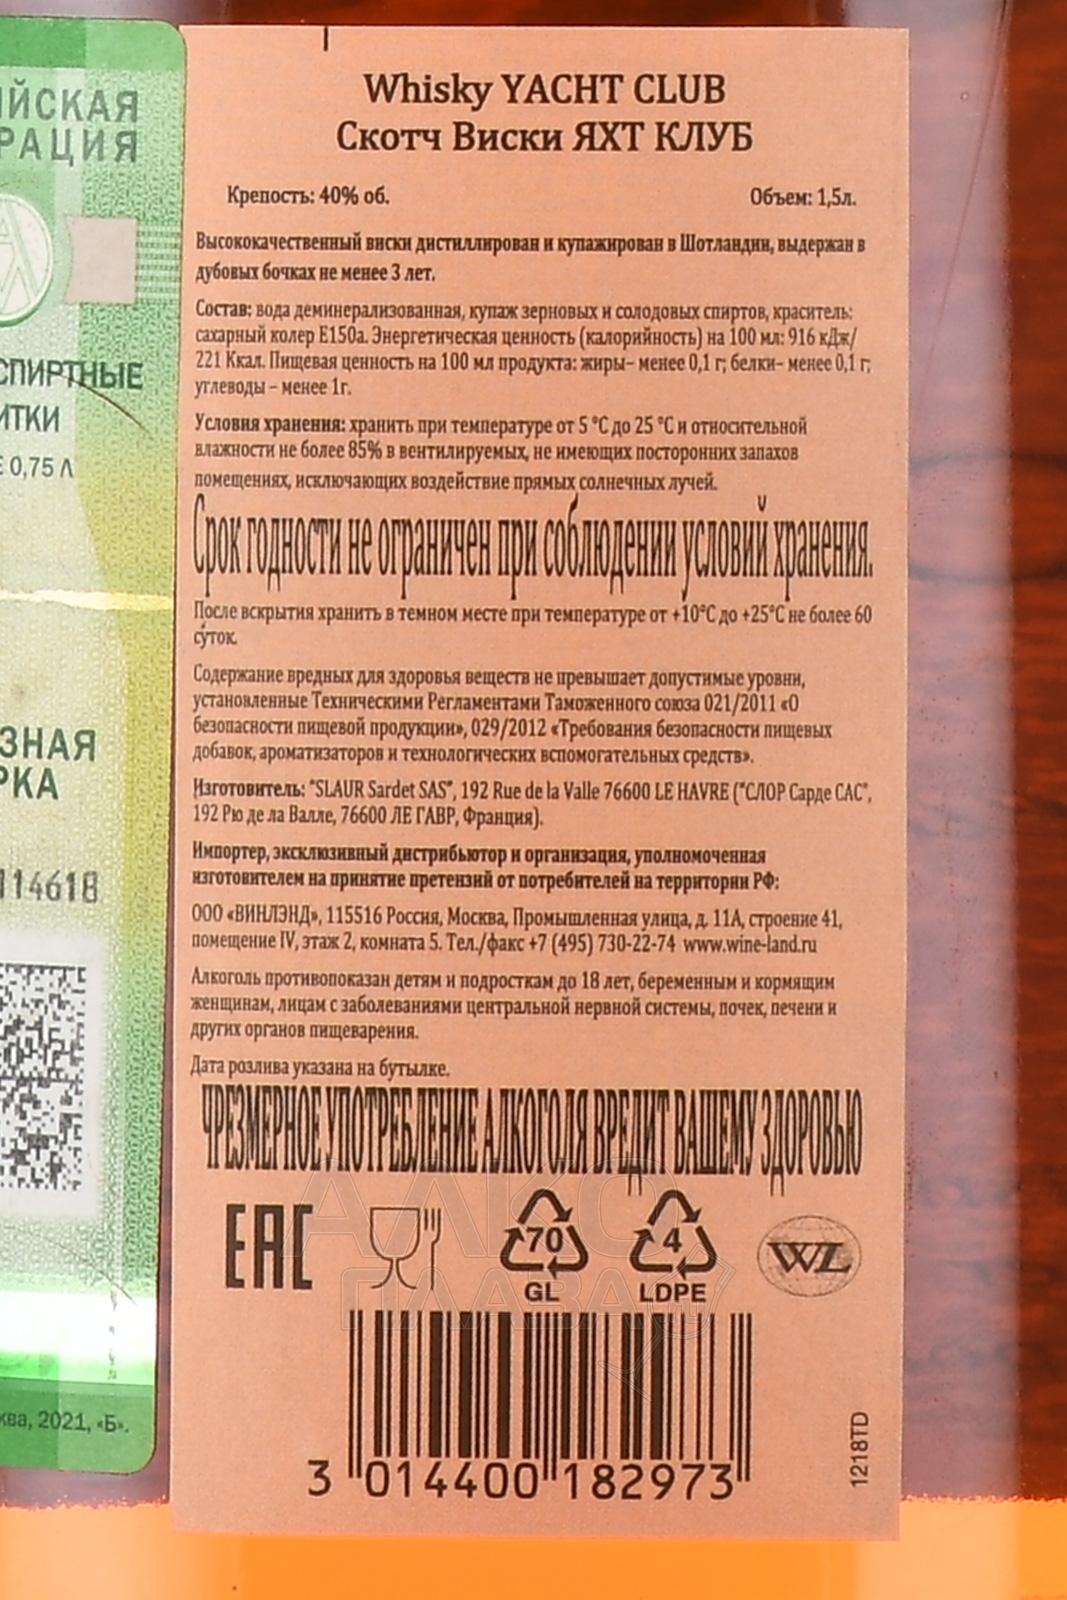 ЙСКАЯ
РАЦИЯ
СПИРТНЫЕ
ИТКИ
Е 0,75 Л
ЗНАЯ
РКА
114618
ква, 2021, «Б».
Whisky YACHT CLUB
Скотч Виски ЯХТ КЛУБ
Крепость: 40% об. Объем: 1,5л.
Высококачественный виски дистиллирован и купажирован в Шотландии, выдержан в
дубовых бочках не менее 3 лет.
Состав: вода деминерализованная, купаж зерновых и солодовых спиртов, краситель:
сахарный колер Е150а. Энергетическая ценность (калорийность) на 100 мл: 916 кДж/
221 Ккал. Пищевая ценность на 100 мл продукта: жиры– менее 0,1 г; белки– менее 0,1 г;
углеводы – менее 1г.
Условия хранения: хранить при температуре от 5 °С до 25 °С и относительной
влажности не более 85% в вентилируемых, не имеющих посторонних запахов
помещениях, исключающих воздействие прямых солнечных лучей.
Срок годности не ограничен при соблюдении условий хранения.
После вскрытия хранить в темном месте при температуре от +10°С до +25°С не более 60
суток.
Содержание вредных для здоровья веществ не превышает допустимые уровни,
установленные Техническими Регламентами Таможенного союза 021/2011 «О
безопасности пищевой продукции», 029/2012 «Требования безопасности пищевых
добавок, ароматизаторов и технологических вспомогательных средств».
Изготовитель: "SLAUR Sardet SAS", 192 Rue de la Valle 76600 LE HAVRE ("СЛОР Сарде САС",
192 Рю де ла Валле, 76600 ЛЕ ГАВР, Франция).
Импортер, эксклюзивный дистрибьютор и организация, уполномоченная
изготовителем на принятие претензий от потребителей на территории РФ:
ООО «ВИНЛЭНД», 115516 Россия, Москва, Промышленная улица, д. 11А, строение 41,
помещение IV, этаж 2, комната 5. Тел./факс +7 (495) 730-22-74 www.wine-land.ru
Алкоголь противопоказан детям и подросткам до 18 лет, беременным и кормящим
женщинам, лицам с заболеваниями центральной нервной системы, почек, печени и
других органов пищеварения.
Дата розлива указана на бутылке.
ЧРЕЗМЕРНОЕ УПОТРЕБЛЕНИЕ АЛКОГОЛЯ ВРЕДИТ ВАШЕМУ ЗДОРОВЬЮ
EAC 70 4 WZ
GL LDPE
АЛКО
ПЛАЗА
1218TD
3 014400 182973